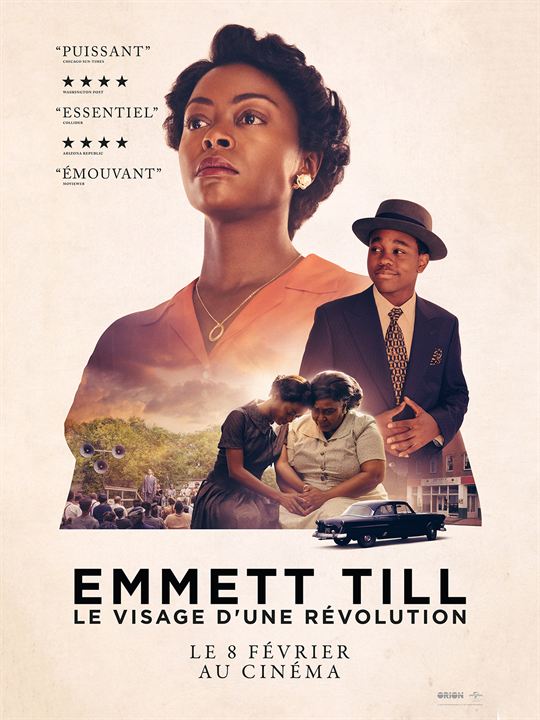 “PUISSANT”
CHICAGO SUN-TIMES
WASHINGTON POST
“ESSENTIEL”
COLLIDER
ARIZONA REPUBLIC
“ÉMOUVANT”
MOVIEWEB
EMMETT TILL
LE VISAGE D'UNE RÉVOLUTION
LE 8 FÉVRIER
AU CINÉMA
ORION